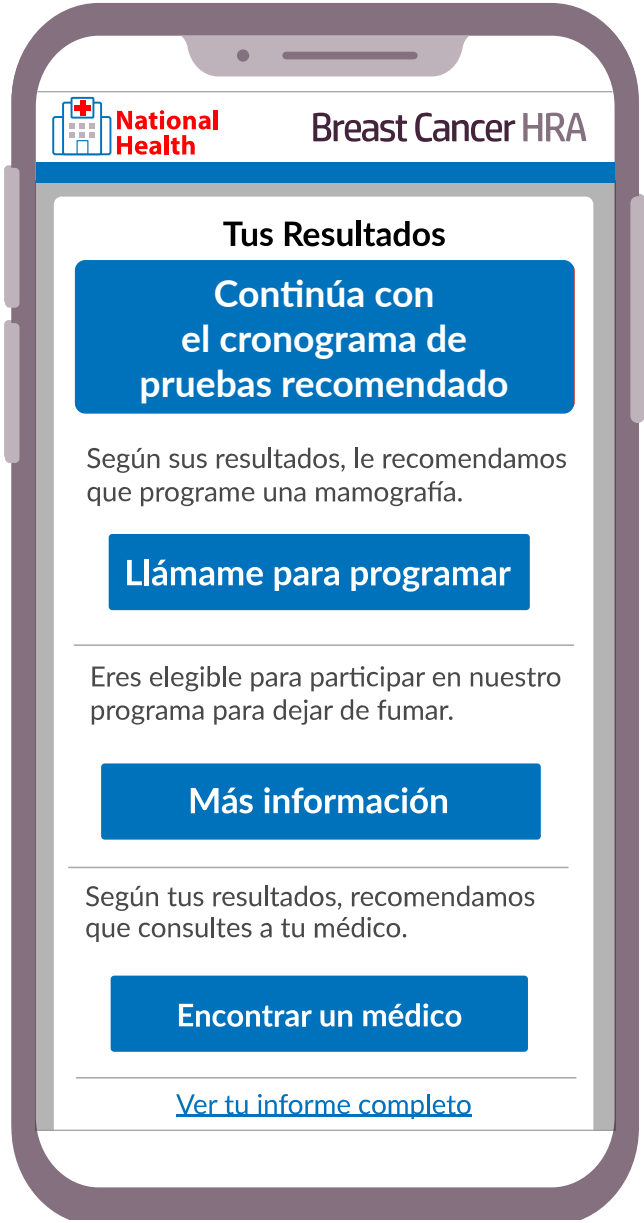 National
Health
Breast Cancer HRA
Tus Resultados
Continúa con
el cronograma de
pruebas recomendado
Según sus resultados, le recomendamos
que programe una mamografía.
Llámame para programar
Eres elegible para participar en nuestro
programa para dejar de fumar.
Más información
Según tus resultados, recomendamos
que consultes a tu médico.
Encontrar un médico
Ver tu informe completo